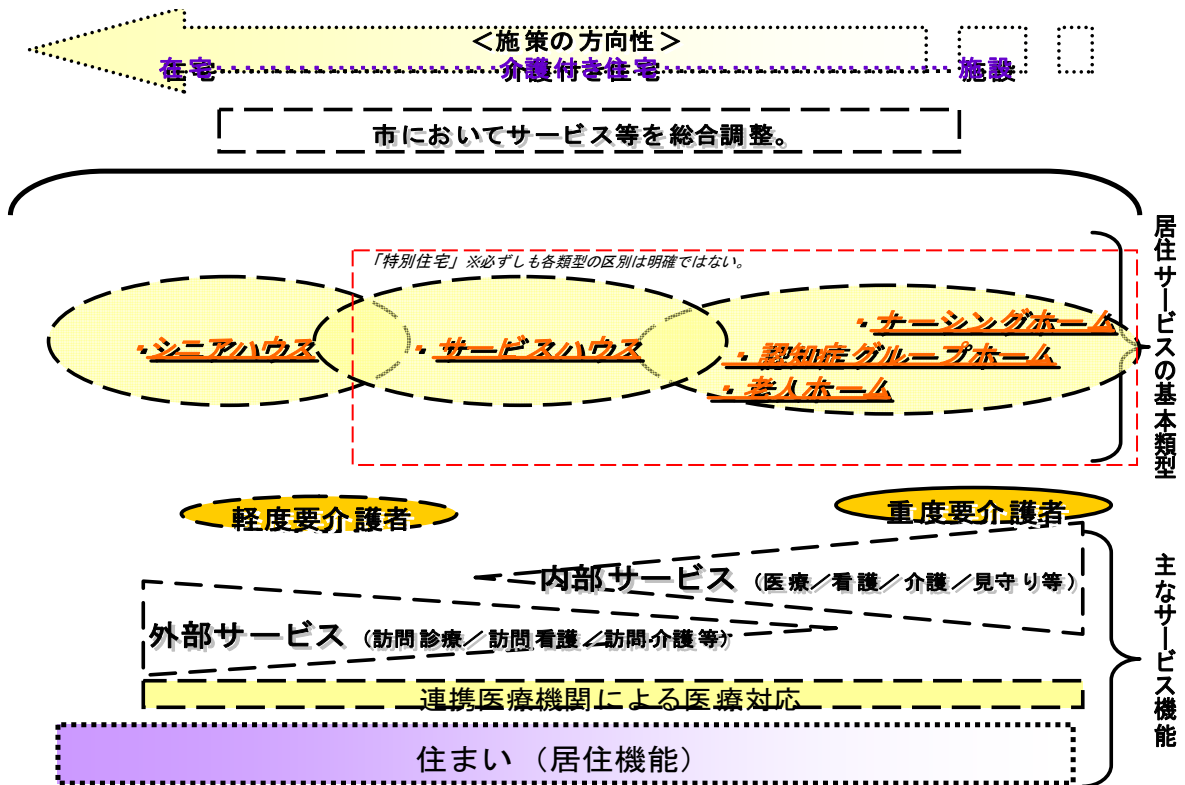 ＜施策の方向性＞
在宅‥‥‥‥‥‥‥‥‥‥介護付き住宅‥‥‥‥‥‥‥‥‥‥施設
市においてサービス等を総合調整。
居住サービスの基本類型
「特別住宅」※必ずしも各類型の区別は明確ではない。
・シニアハウス
・サービスハウス
・ナーシングホーム
・認知症グループホーム
・老人ホーム
軽度要介護者
重度要介護者
内部サービス（医療／看護／介護／見守り等）
外部サービス（訪問診療／訪問看護／訪問介護等）
主なサービス機能
連携医療機関による医療対応
住まい（居住機能）